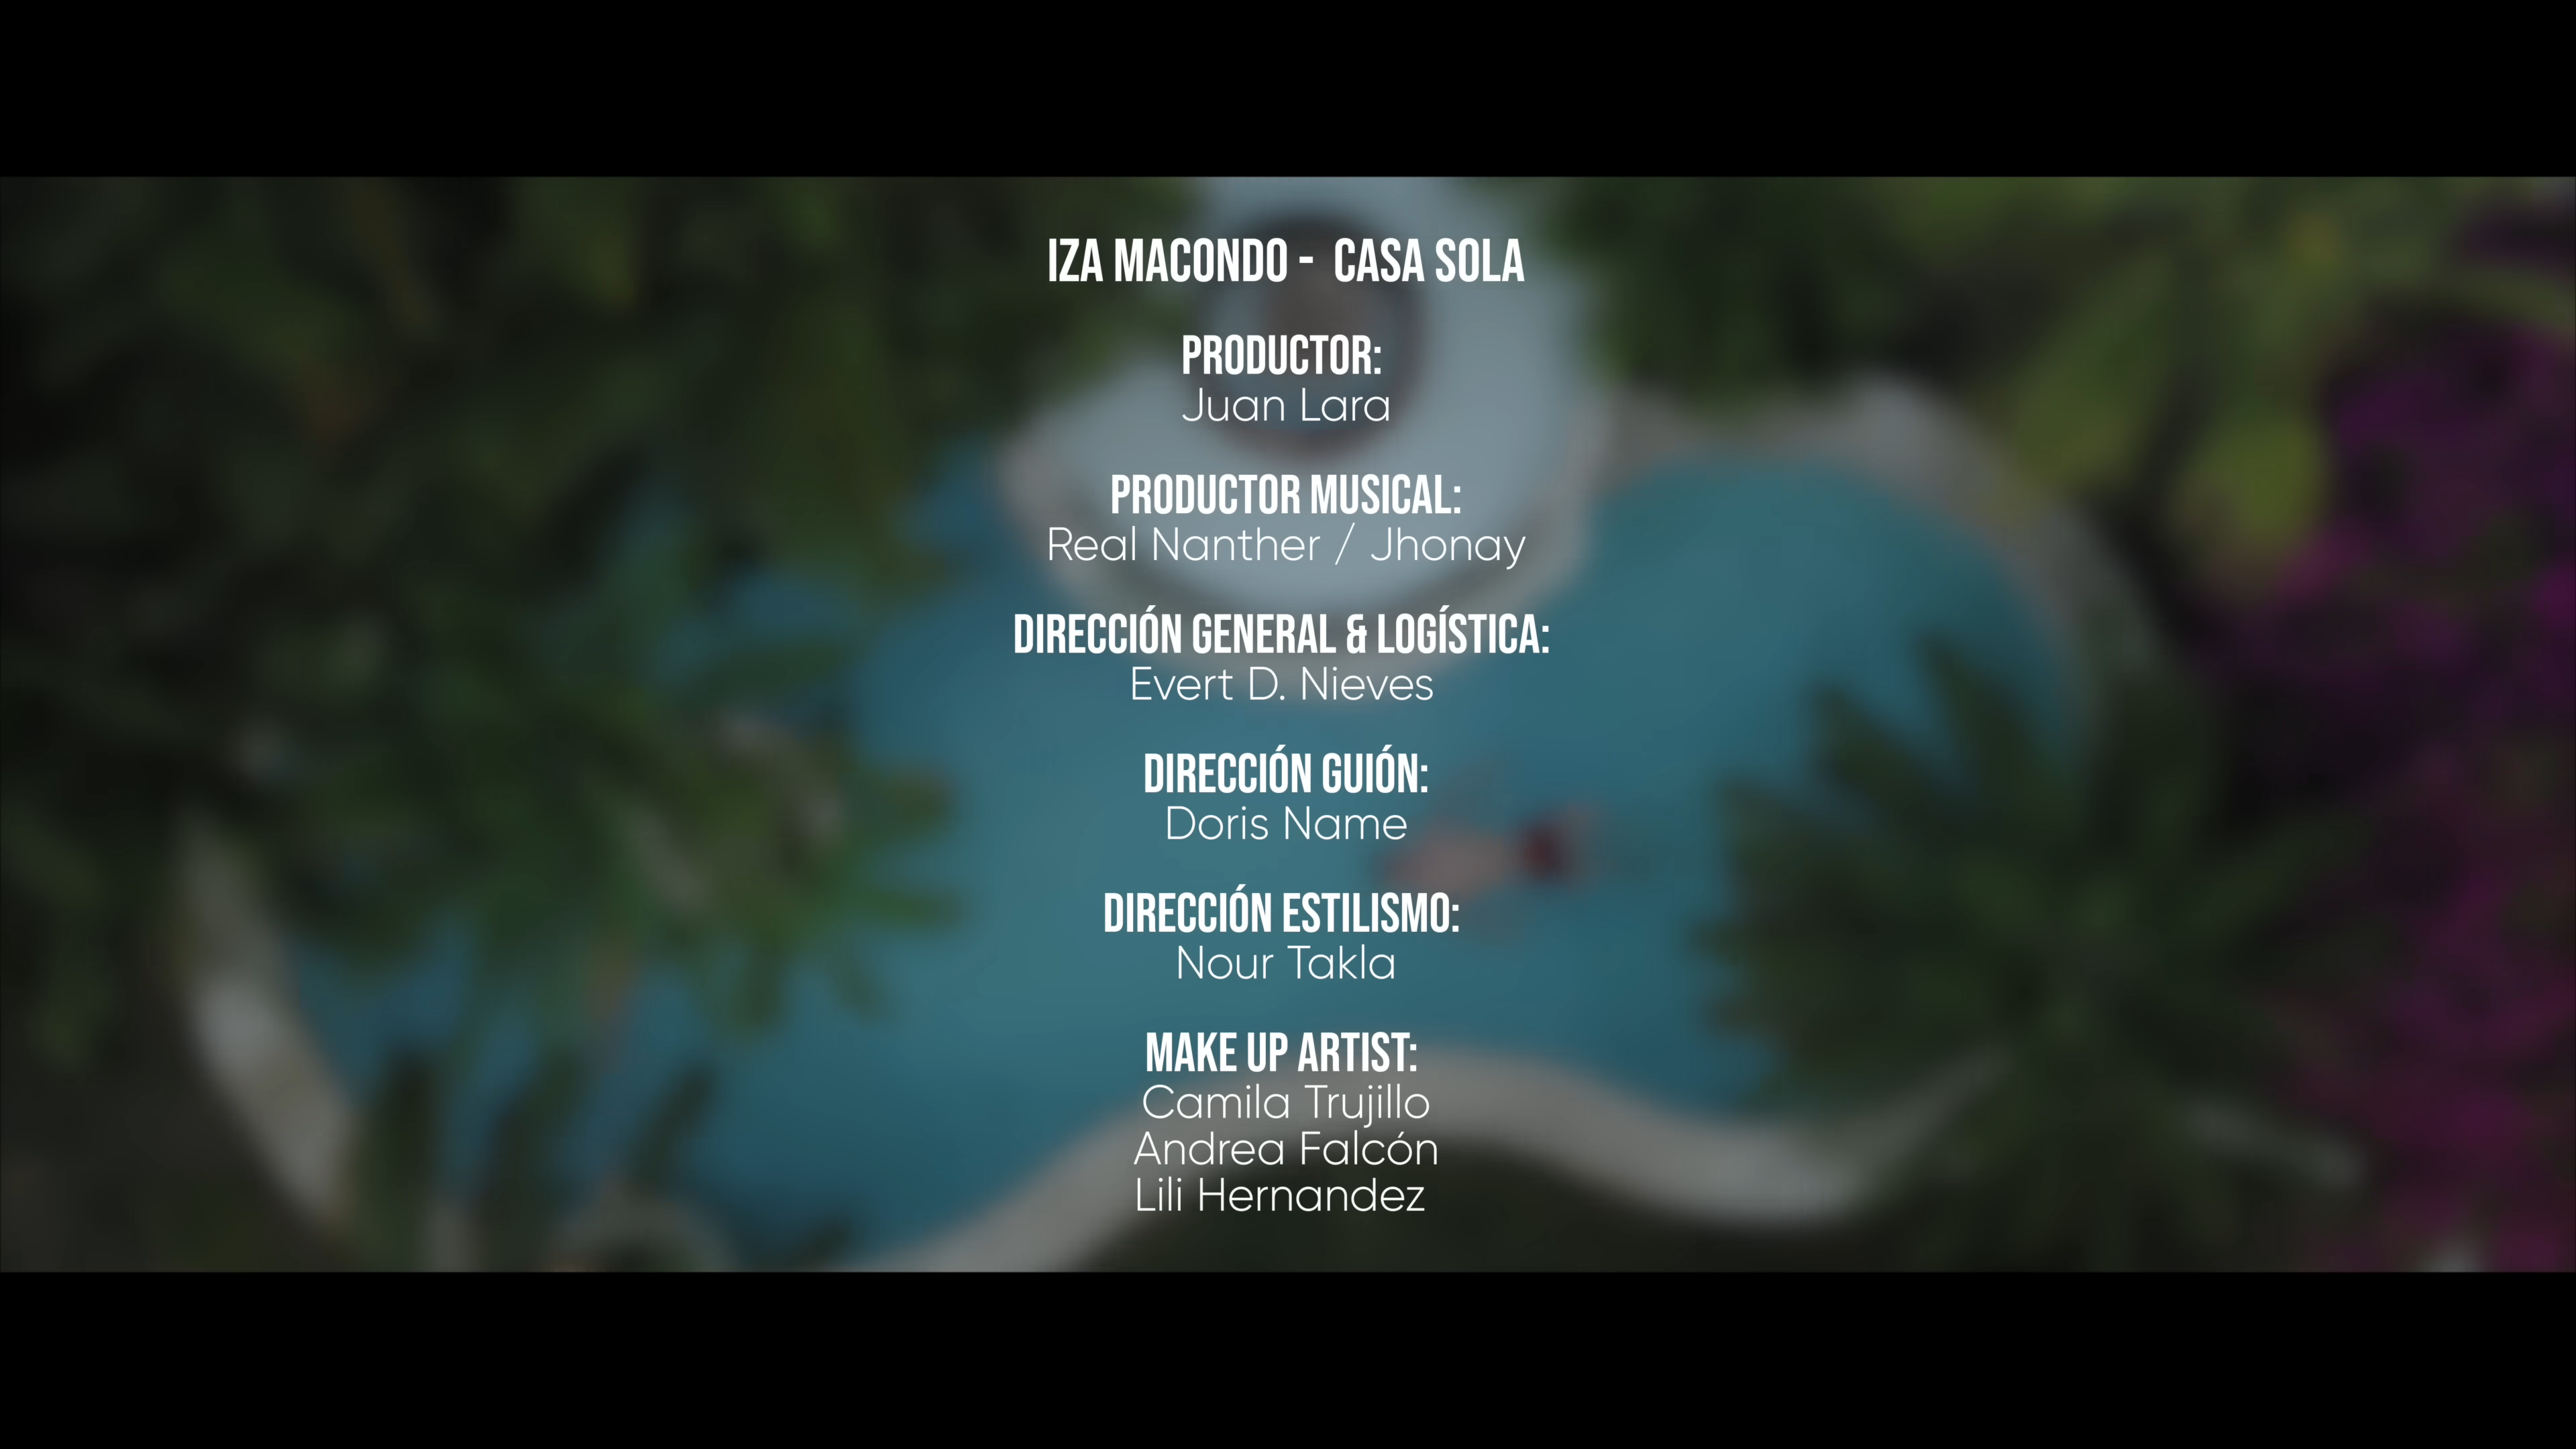 IZA MACONDO - CASA SOLA
PRODUCTOR:
Juan Lara
PRODUCTOR MUSICAL:
Real Nanther / Jhonay
DIRECCIÓN GENERAL & LOGÍSTICA:
Evert D. Nieves
DIRECCIÓN GUIÓN:
Doris Name
DIRECCIÓN ESTILISMO:
Nour Takla
MAKE UP ARTIST:
Camila Trujillo
Andrea Falcón
Lili Hernandez